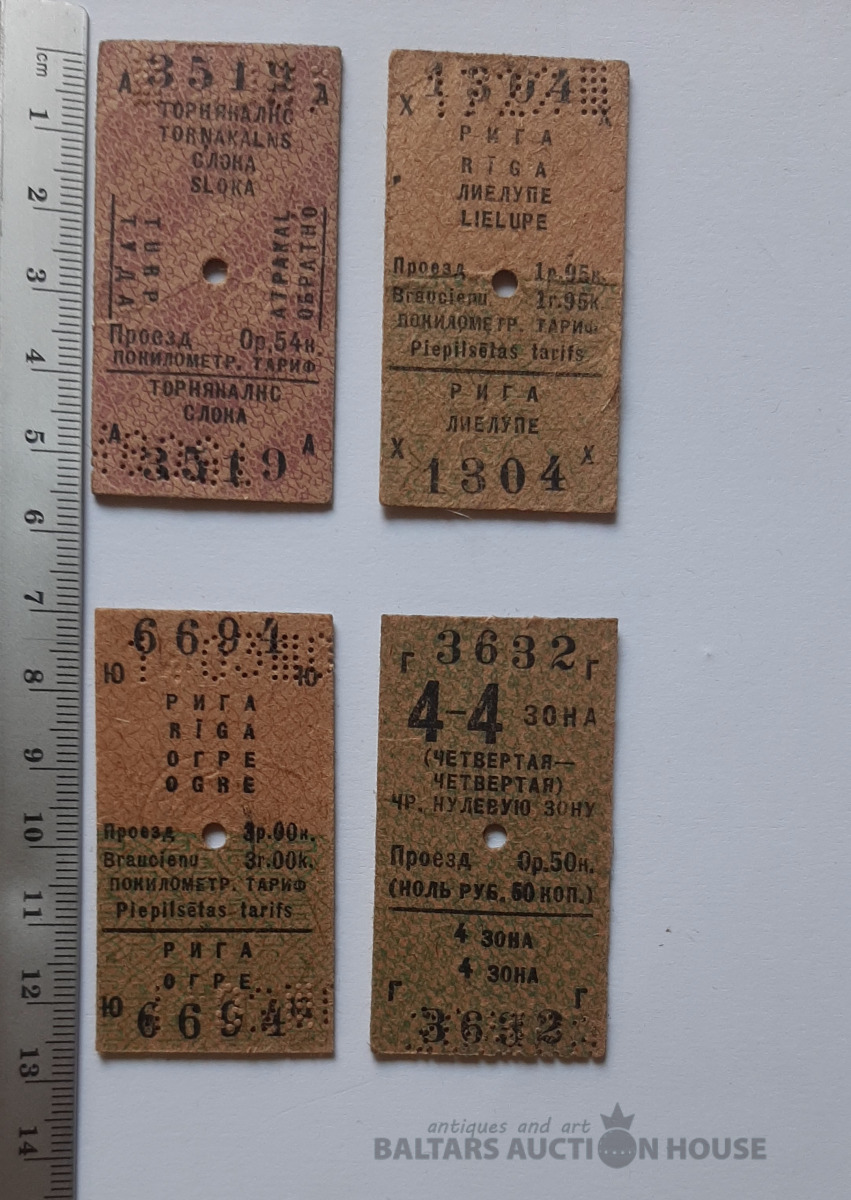 cm
1
2
3
4
5
6
7
8
9
10
11
12
13
14
3519
А А
ТОРНЯКАЛНС
TORŅAKALNS
СЛОКА
SLOKA
TURP
ТУДА
ATPAKAĻ
ОБРАТНО
Проезд 0р.54к.
ПОКИЛОМЕТР. ТАРИФ
ТОРНЯКАЛНС
СЛОКА
А А
3519
1304
Х Х
РИГА
RĪGA
ЛИЕЛУПЕ
LIELUPE
Проезд 1р.95к.
Braucienu 1r.95k.
ПОКИЛОМЕТР. ТАРИФ
Piepilsētas tarifs
РИГА
ЛИЕЛУПЕ
Х Х
1304
6694
Ю Ю
РИГА
RĪGA
ОГРЕ
OGRE
Проезд 3р.00к.
Braucienu 3r.00k.
ПОКИЛОМЕТР. ТАРИФ
Piepilsētas tarifs
РИГА
ОГРЕ
Ю Ю
6694
Г 3632 Г
4-4 ЗОНА
(ЧЕТВЕРТАЯ—
ЧЕТВЕРТАЯ)
ЧР. НУЛЕВУЮ ЗОНУ
Проезд 0р.50к.
(НОЛЬ РУБ. 50 КОП.)
4 ЗОНА
4 ЗОНА
Г Г
3632
antiques and art
BALTARS AUCTION HOUSE